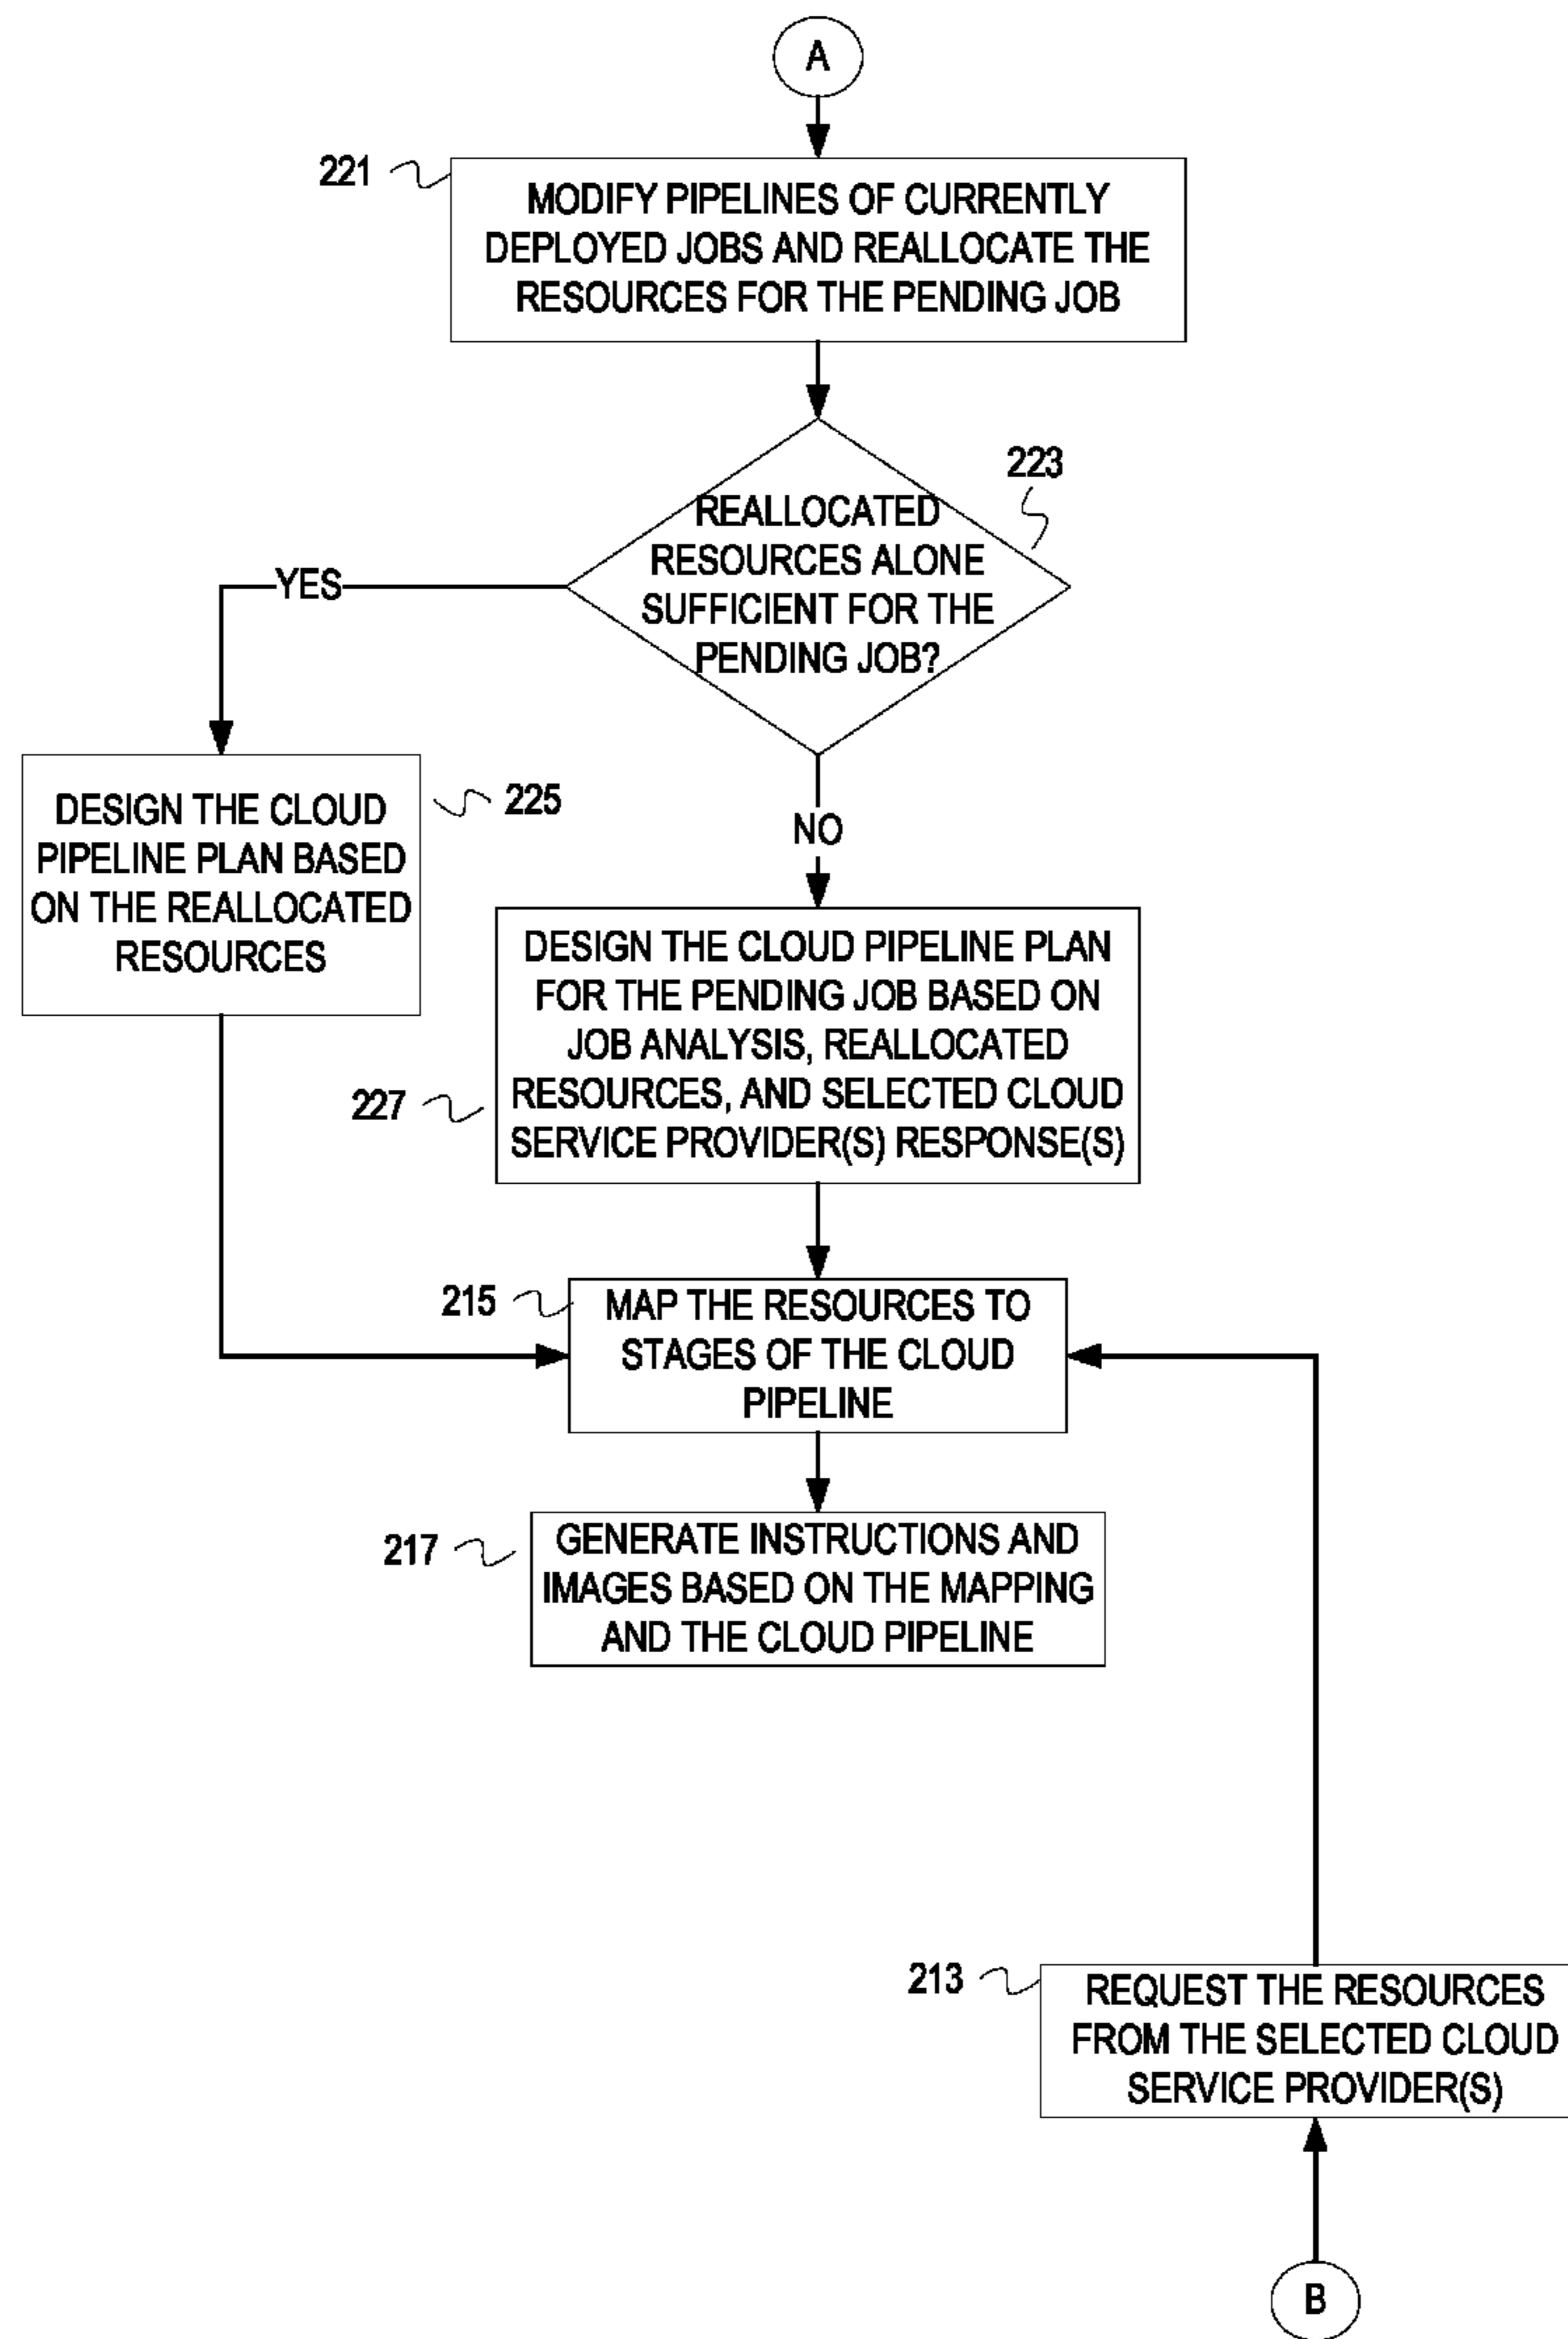 A
221
MODIFY PIPELINES OF CURRENTLY
DEPLOYED JOBS AND REALLOCATE THE
RESOURCES FOR THE PENDING JOB
223
REALLOCATED
RESOURCES ALONE
SUFFICIENT FOR THE
PENDING JOB?
YES
NO
225
DESIGN THE CLOUD
PIPELINE PLAN BASED
ON THE REALLOCATED
RESOURCES
227
DESIGN THE CLOUD PIPELINE PLAN
FOR THE PENDING JOB BASED ON
JOB ANALYSIS, REALLOCATED
RESOURCES, AND SELECTED CLOUD
SERVICE PROVIDER(S) RESPONSE(S)
215
MAP THE RESOURCES TO
STAGES OF THE CLOUD
PIPELINE
217
GENERATE INSTRUCTIONS AND
IMAGES BASED ON THE MAPPING
AND THE CLOUD PIPELINE
213
REQUEST THE RESOURCES
FROM THE SELECTED CLOUD
SERVICE PROVIDER(S)
B